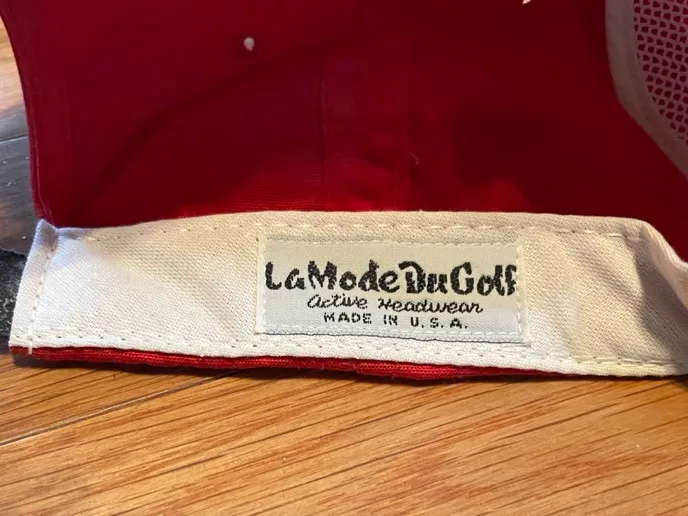 LaModeDuGolf
Active Headwear
MADE IN U.S.A.